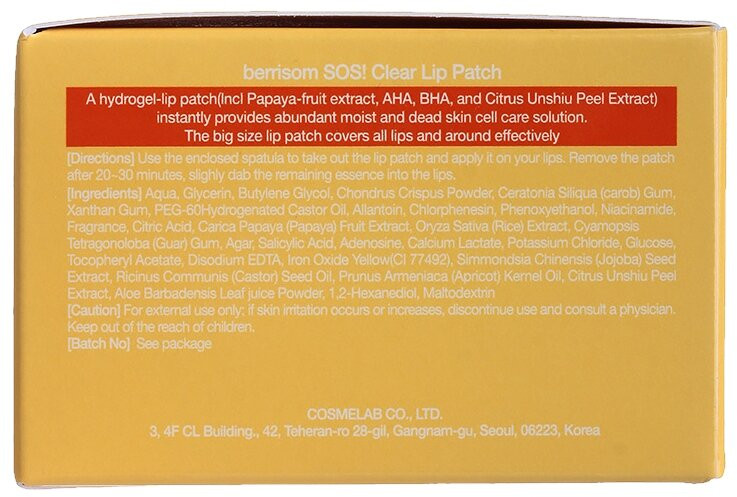 berrisom SOS! Clear Lip Patch
A hydrogel-lip patch(Incl Papaya-fruit extract, AHA, BHA, and Citrus Unshiu Peel Extract)
instantly provides abundant moist and dead skin cell care solution.
The big size lip patch covers all lips and around effectively
[Directions] Use the enclosed spatula to take out the lip patch and apply it on your lips. Remove the patch
after 20~30 minutes, slighly dab the remaining essence into the lips.
[Ingredients] Aqua, Glycerin, Butylene Glycol, Chondrus Crispus Powder, Ceratonia Siliqua (carob) Gum,
Xanthan Gum, PEG-60Hydrogenated Castor Oil, Allantoin, Chlorphenesin, Phenoxyethanol, Niacinamide,
Fragrance, Citric Acid, Carica Papaya (Papaya) Fruit Extract, Oryza Sativa (Rice) Extract, Cyamopsis
Tetragonoloba (Guar) Gum, Agar, Salicylic Acid, Adenosine, Calcium Lactate, Potassium Chloride, Glucose,
Tocopheryl Acetate, Disodium EDTA, Iron Oxide Yellow(CI 77492), Simmondsia Chinensis (Jojoba) Seed
Extract, Ricinus Communis (Castor) Seed Oil, Prunus Armeniaca (Apricot) Kernel Oil, Citrus Unshiu Peel
Extract, Aloe Barbadensis Leaf juice Powder, 1,2-Hexanediol, Maltodextrin
[Caution] For external use only; if skin irritation occurs or increases, discontinue use and consult a physician.
Keep out of the reach of children.
[Batch No] See package
COSMELAB CO., LTD.
3, 4F CL Building., 42, Teheran-ro 28-gil, Gangnam-gu, Seoul, 06223, Korea